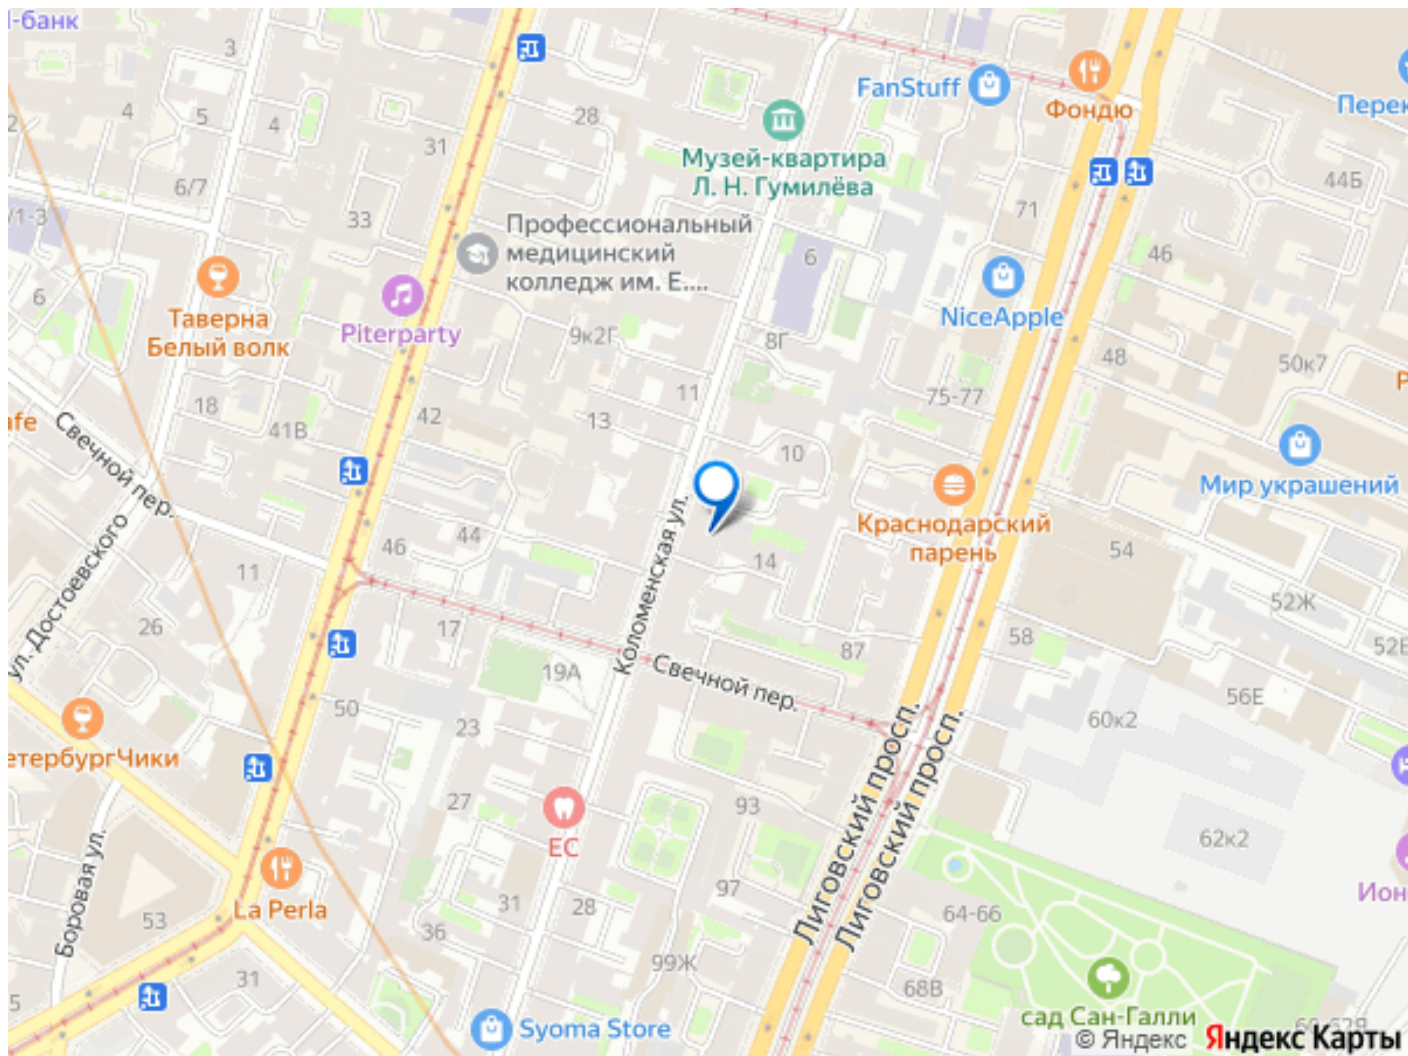 -банк
3
4
5
4
2
28
31
6/7
/1-3
33
FanStuff
Фондю
Перек
Музей-квартира
Л. Н. Гумилёва
44Б
71
46
Профессиональный
медицинский
колледж им. Е....
6
6
Таверна
Белый волк
Piterparty
9к2Г
8Г
NiceApple
48
50к7
11
75-77
18
41В
42
13
10
afe
Свечной пер.
Мир украшений
Краснодарский
парень
54
44
46
14
11
Коломенская ул.
ул. Достоевского
26
17
19А
87
58
52Ж
52Е
56Е
60к2
Свечной пер.
50
23
етербургЧики
27
93
ЕС
62к2
Лиговский просп.
Лиговский просп.
Боровая ул.
La Perla
53
31
28
36
97
64-66
Ион
99Ж
68В
31
5
Syoma Store
сад Сан-Галли
© Яндекс
Яндекс Карты